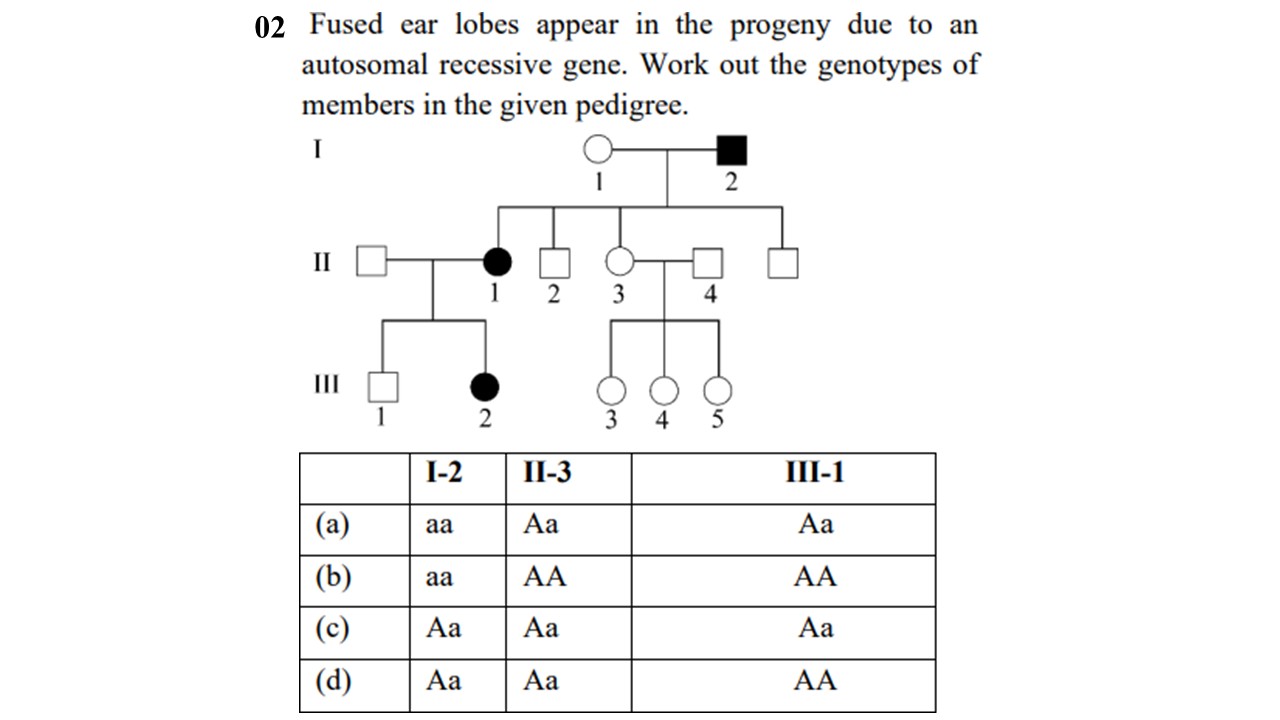 02 Fused ear lobes appear in the progeny due to an
autosomal recessive gene. Work out the genotypes of
members in the given pedigree.
I
1 2
II
1 2 3 4
III
1 2 3 4 5
I-2 II-3 III-1
(a) aa Aa Aa
(b) aa AA AA
(c) Aa Aa Aa
(d) Aa Aa AA